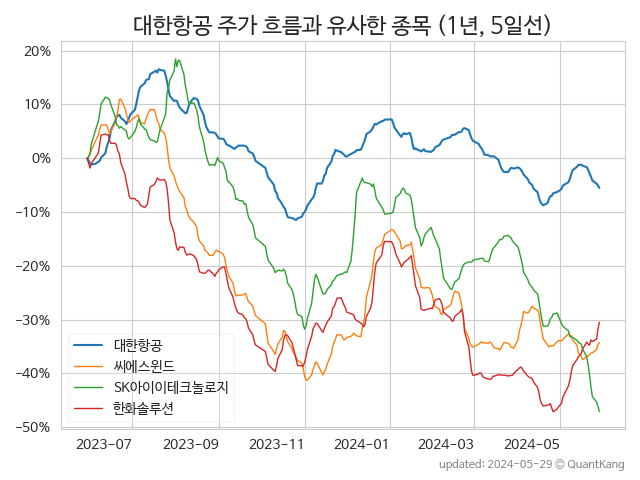 대한항공 주가 흐름과 유사한 종목 (1년, 5일선)
20%
10%
0%
−10%
−20%
−30%
−40%
−50%
대한항공
씨에스윈드
SK아이이테크놀로지
한화솔루션
2023−07
2023−09
2023−11
2024−01
2024−03
2024−05
updated: 2024−05−29 © QuantKang